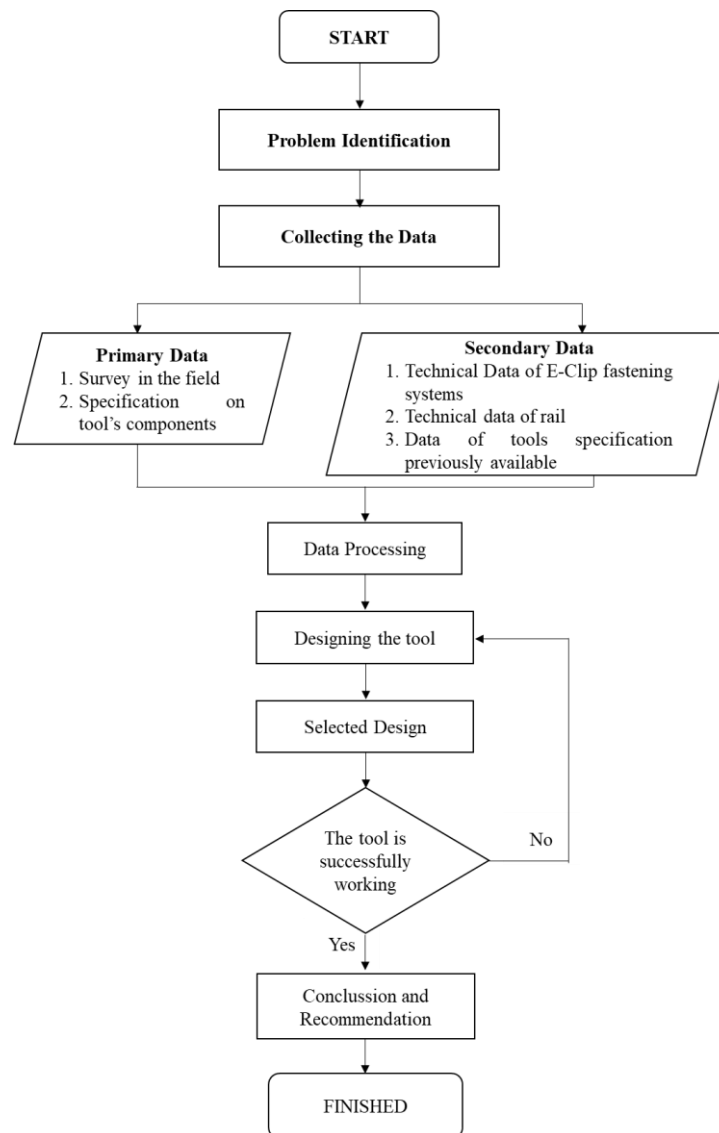 START
Problem Identification
Collecting the Data
Primary Data
1. Survey in the field
2. Specification on
tool's components
Secondary Data
1. Technical Data of E-Clip fastening
systems
2. Technical data of rail
3. Data of tools specification
previously available
Data Processing
Designing the tool
Selected Design
The tool is
successfully
working
No
Yes
Conclussion and
Recommendation
FINISHED